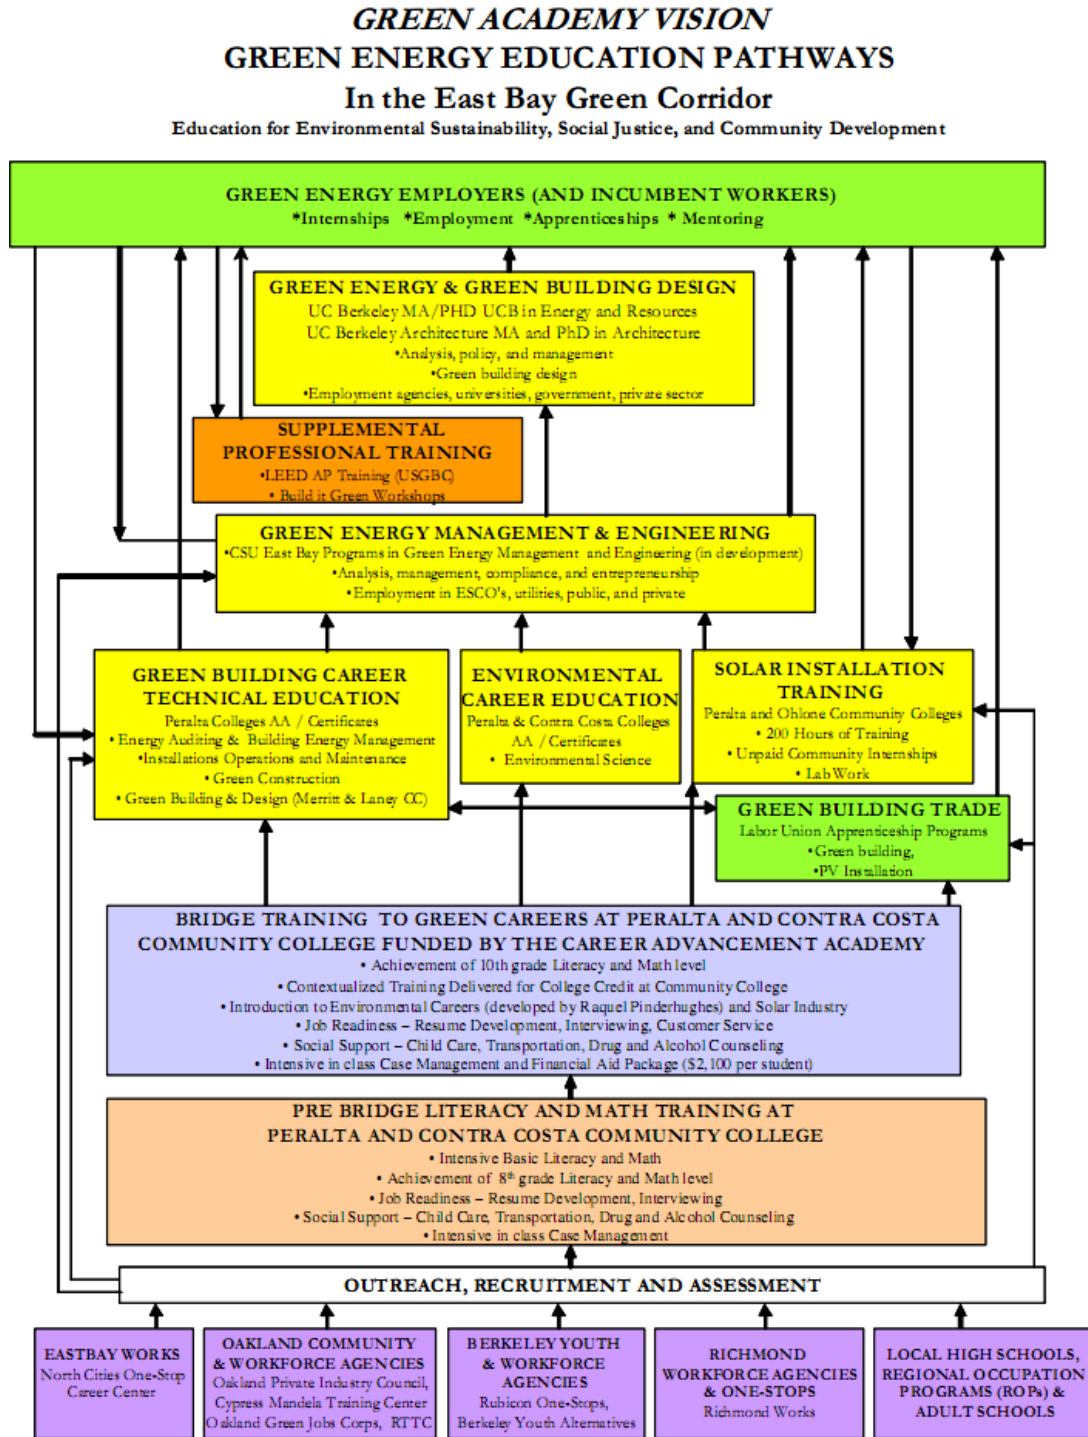 GREEN ACADEMY VISION
GREEN ENERGY EDUCATION PATHWAYS
In the East Bay Green Corridor
Education for Environmental Sustainability, Social Justice, and Community Development
GREEN ENERGY EMPLOYERS (AND INCUMBENT WORKERS)
*Internships *Employment *Apprenticeships * Mentoring
GREEN ENERGY & GREEN BUILDING DESIGN
UC Berkeley MA/PHD UCB in Energy and Resources
UC Berkeley Architecture MA and PhD in Architecture
•Analysis, policy, and management
•Green building design
•Employment agencies, universities, government, private sector
SUPPLEMENTAL
PROFESSIONAL TRAINING
•LEED AP Training (USGBC)
• Build it Green Workshops
GREEN ENERGY MANAGEMENT & ENGINEERING
•CSU East Bay Programs in Green Energy Management and Engineering (in development)
•Analysis, management, compliance, and entrepreneurship
•Employment in ESCO's, utilities, public, and private
GREEN BUILDING CAREER
TECHNICAL EDUCATION
Peralta Colleges AA / Certificates
• Energy Auditing & Building Energy Management
•Installations Operations and Maintenance
• Green Construction
• Green Building & Design (Merritt & Laney CC)
ENVIRONMENTAL
CAREER EDUCATION
Peralta & Contra Costa Colleges
AA / Certificates
• Environmental Science
SOLAR INSTALLATION
TRAINING
Peralta and Ohlone Community Colleges
• 200 Hours of Training
• Unpaid Community Internships
• Lab Work
GREEN BUILDING TRADE
Labor Union Apprenticeship Programs
•Green building,
•PV Installation
BRIDGE TRAINING TO GREEN CAREERS AT PERALTA AND CONTRA COSTA
COMMUNITY COLLEGE FUNDED BY THE CAREER ADVANCEMENT ACADEMY
• Achievement of 10th grade Literacy and Math level
• Contextualized Training Delivered for College Credit at Community College
• Introduction to Environmental Careers (developed by Raquel Pinderhughes) and Solar Industry
• Job Readiness – Resume Development, Interviewing, Customer Service
• Social Support – Child Care, Transportation, Drug and Alcohol Counseling
• Intensive in class Case Management and Financial Aid Package ($2,100 per student)
PRE BRIDGE LITERACY AND MATH TRAINING AT
PERALTA AND CONTRA COSTA COMMUNITY COLLEGE
• Intensive Basic Literacy and Math
• Achievement of 8th grade Literacy and Math level
• Job Readiness – Resume Development, Interviewing
• Social Support – Child Care, Transportation, Drug and Alcohol Counseling
• Intensive in class Case Management
OUTREACH, RECRUITMENT AND ASSESSMENT
EASTBAY WORKS
North Cities One-Stop
Career Center
OAKLAND COMMUNITY
& WORKFORCE AGENCIES
Oakland Private Industry Council,
Cypress Mandela Training Center
Oakland Green Jobs Corps, RTTC
BERKELEY YOUTH
& WORKFORCE
AGENCIES
Rubicon One-Stops,
Berkeley Youth Alternatives
RICHMOND
WORKFORCE AGENCIES
& ONE-STOPS
Richmond Works
LOCAL HIGH SCHOOLS,
REGIONAL OCCUPATION
PROGRAMS (ROPs) &
ADULT SCHOOLS